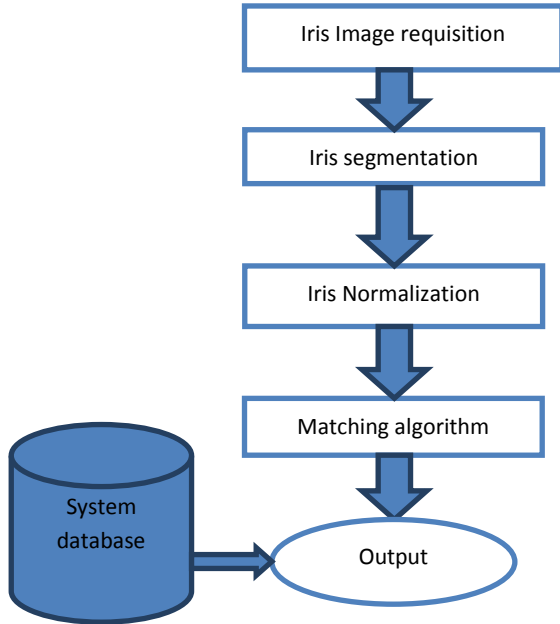 Iris Image requisition
Iris segmentation
Iris Normalization
Matching algorithm
System
database
Output